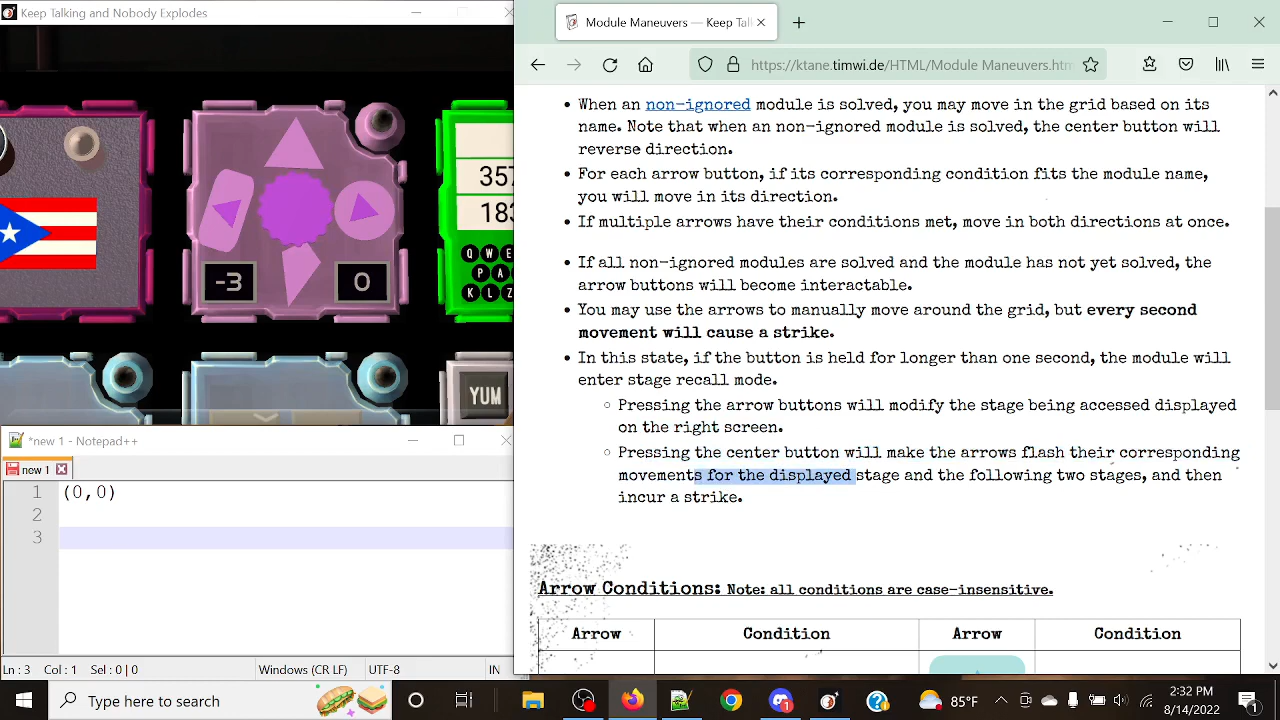 Keep Talking and Nobody Explodes
-3
0
357
183
Q W E
P A
K L Z
YUM
*new 1 - Notepad++
new 1
1 (0,0)
2
3
Ln : 3 Col : 1 Sel : 0 | 0
Windows (CR LF)
UTF-8
IN
Module Maneuvers — Keep Tal
https://ktane.timwi.de/HTML/Module Maneuvers.htm
When an non-ignored module is solved, you may move in the grid based on its
name. Note that when an non-ignored module is solved, the center button will
reverse direction.
For each arrow button, if its corresponding condition fits the module name,
you will move in its direction.
If multiple arrows have their conditions met, move in both directions at once.
If all non-ignored modules are solved and the module has not yet solved, the
arrow buttons will become interactable.
You may use the arrows to manually move around the grid, but every second
movement will cause a strike.
In this state, if the button is held for longer than one second, the module will
enter stage recall mode.
Pressing the arrow buttons will modify the stage being accessed displayed
on the right screen.
Pressing the center button will make the arrows flash their corresponding
movements for the displayed stage and the following two stages, and then
incur a strike.
Arrow Conditions: Note: all conditions are case-insensitive.
Arrow Condition Arrow Condition
Type here to search
1
85°F
2:32 PM
8/14/2022
1